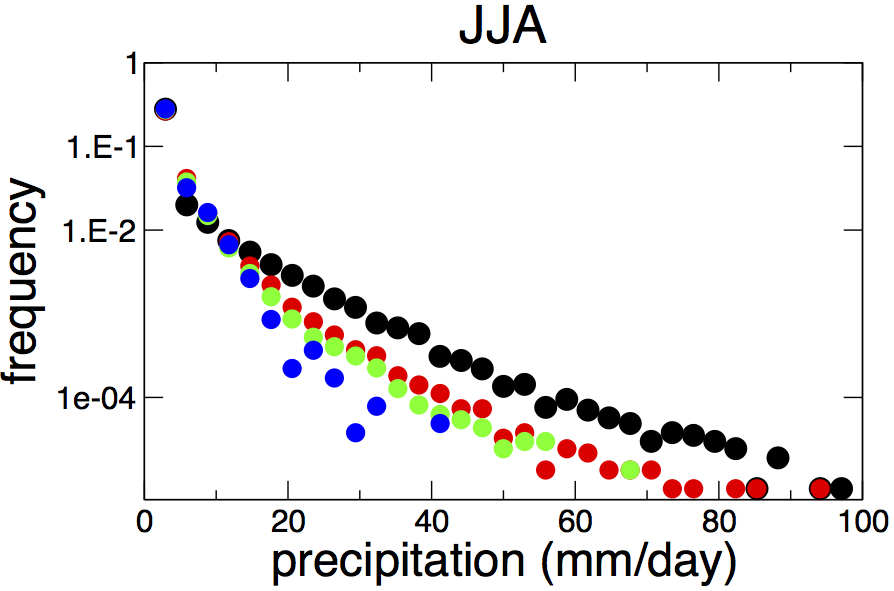 JJA
1
1.E-1
1.E-2
1e-04
frequency
0 20 40 60 80 100
precipitation (mm/day)